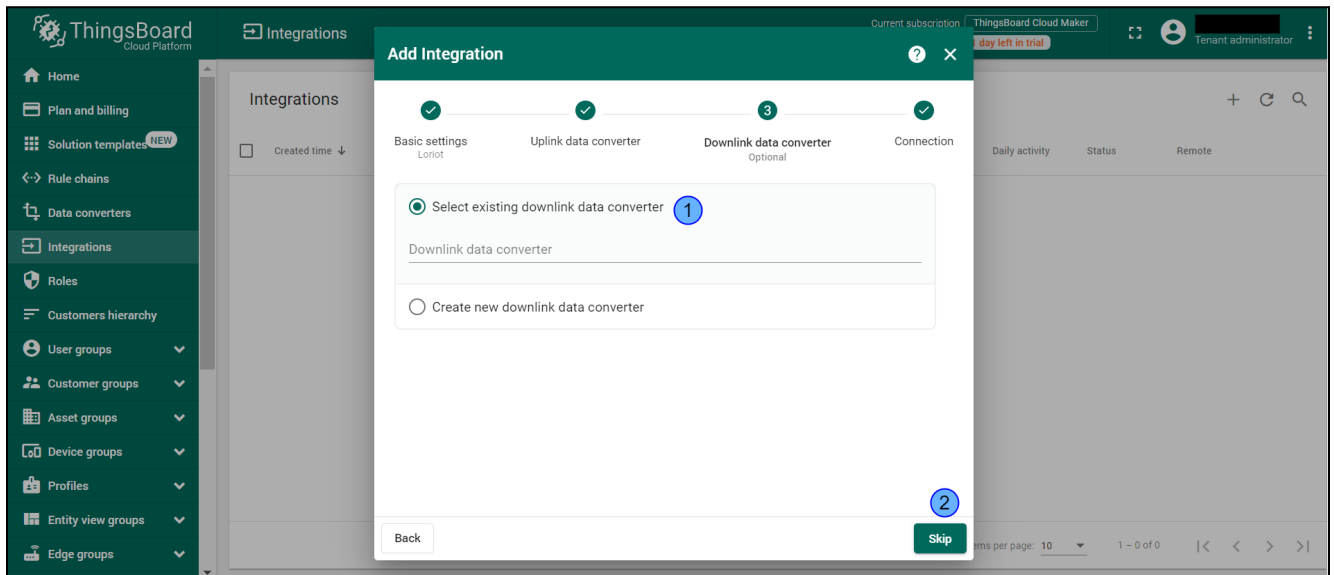 ThingsBoard
Cloud Platform
Integrations
Current subscription
ThingsBoard Cloud Maker
day left in trial
Tenant administrator
Home
Plan and billing
Solution templates NEW
Rule chains
Data converters
Integrations
Roles
Customers hierarchy
User groups
Customer groups
Asset groups
Device groups
Profiles
Entity view groups
Edge groups
Integrations
Created time
Daily activity
Status
Remote
Add Integration
?
3
Basic settings
Loriot
Uplink data converter
Downlink data converter
Optional
Connection
Select existing downlink data converter
1
Downlink data converter
Create new downlink data converter
2
Back
Skip
ems per page: 10
1 – 0 of 0